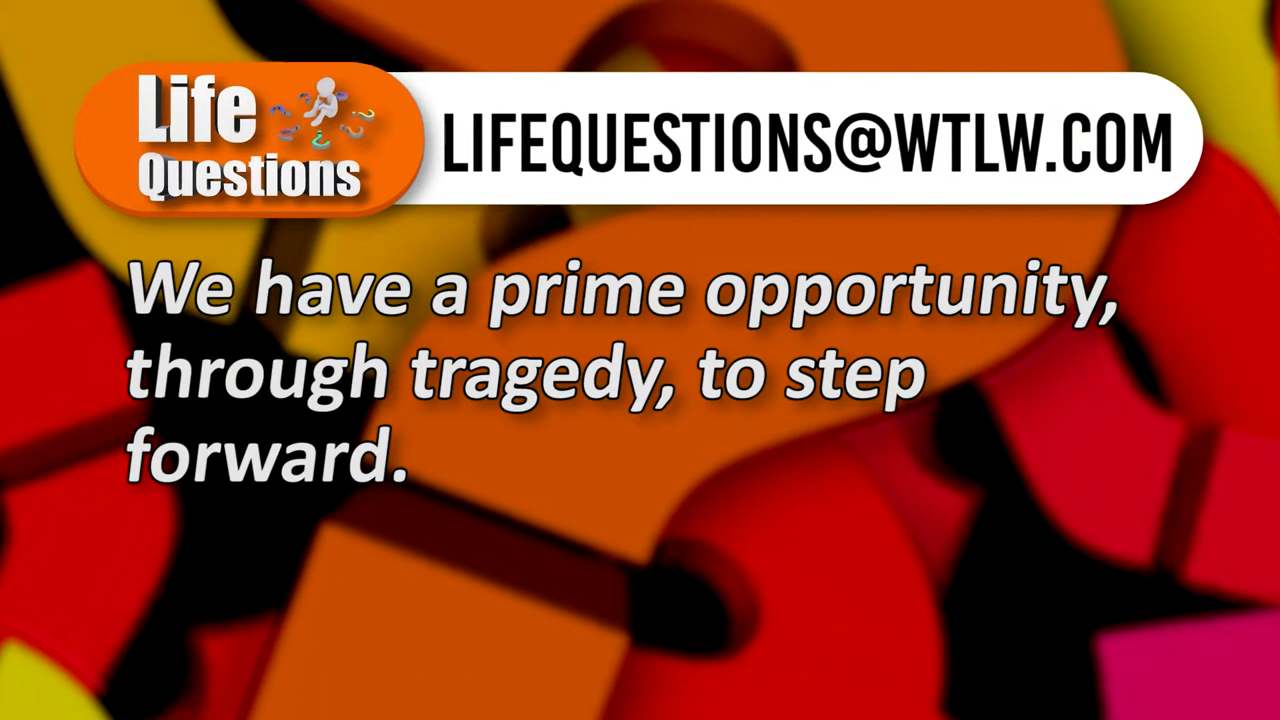 Life
Questions
LIFEQUESTIONS@WTLW.COM
We have a prime opportunity,
through tragedy, to step
forward.